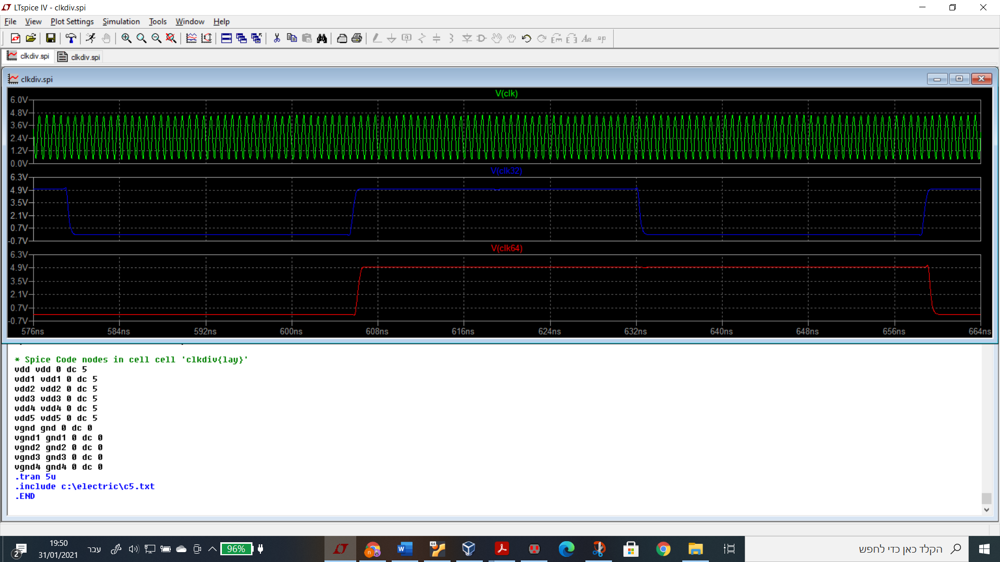 LTspice IV - clkdiv.spi
File View Plot Settings Simulation Tools Window Help
clkdiv.spi clkdiv.spi
clkdiv.spi
V(clk)
6.0V
4.8V
3.6V
2.4V
1.2V
0.0V
V(clk32)
6.3V
4.9V
3.5V
2.1V
0.7V
-0.7V
V(clk64)
6.3V
4.9V
3.5V
2.1V
0.7V
-0.7V
576ns 584ns 592ns 600ns 608ns 616ns 624ns 632ns 640ns 648ns 656ns 664ns
* Spice Code nodes in cell cell 'clkdiv{lay}'
vdd vdd 0 dc 5
vdd1 vdd1 0 dc 5
vdd2 vdd2 0 dc 5
vdd3 vdd3 0 dc 5
vdd4 vdd4 0 dc 5
vdd5 vdd5 0 dc 5
vgnd gnd 0 dc 0
vgnd1 gnd1 0 dc 0
vgnd2 gnd2 0 dc 0
vgnd3 gnd3 0 dc 0
vgnd4 gnd4 0 dc 0
.tran 5u
.include c:\electric\c5.txt
.END
2
19:50
31/01/2021
עבר
96%
64
הקלד כאן כדי לחפש